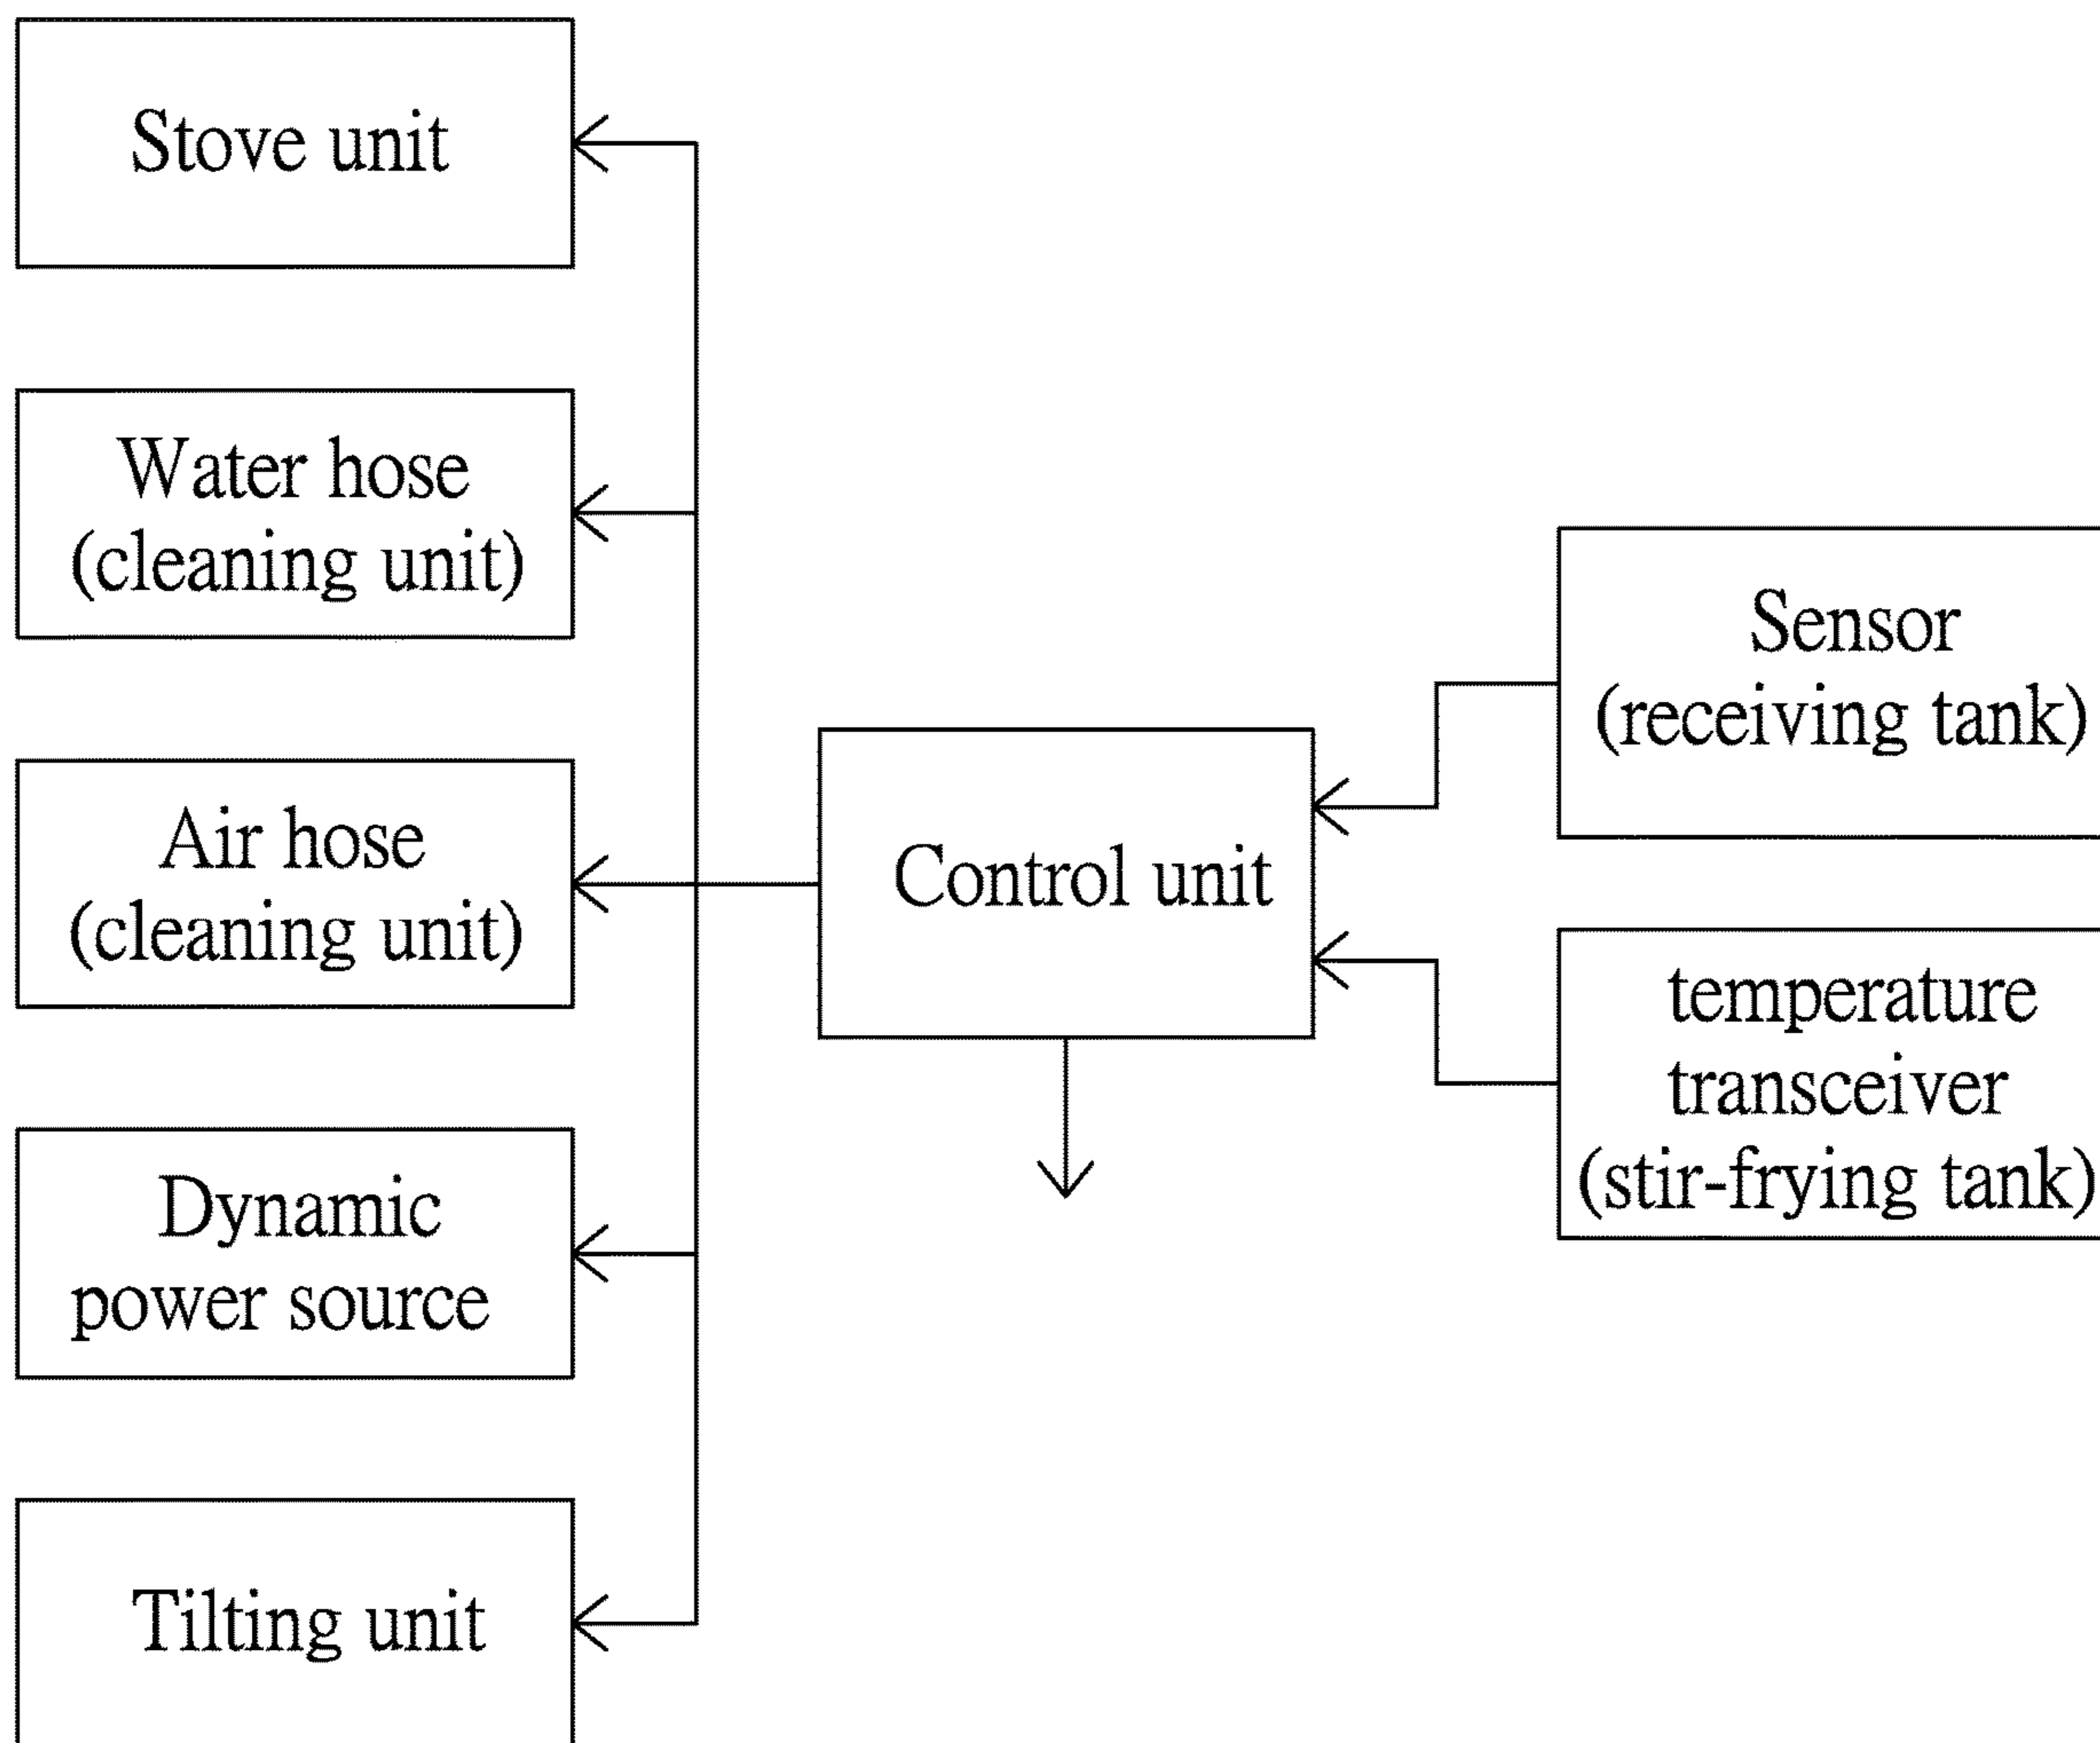 Stove unit
Water hose
(cleaning unit)
Air hose
(cleaning unit)
Dynamic
power source
Tilting unit
Control unit
Sensor
(receiving tank)
temperature
transceiver
(stir-frying tank)